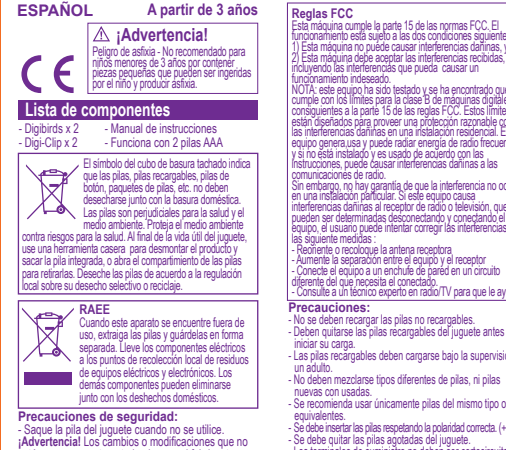 ESPAÑOL
A partir de 3 años
¡Advertencia!
Peligro de asfixia - No recomendado para
niños menores de 3 años por contener
piezas pequeñas que pueden ser ingeridas
por el niño y producir asfixia.
Lista de componentes
- Digibirds x 2 - Manual de instrucciones
- Digi-Clip x 2 - Funciona con 2 pilas AAA
El símbolo del cubo de basura tachado indica
que las pilas, pilas recargables, pilas de
botón, paquetes de pilas, etc. no deben
desecharse junto con la basura doméstica.
Las pilas son perjudiciales para la salud y el
medio ambiente. Proteja el medio ambiente
contra riesgos para la salud. Al final de la vida útil del juguete,
use una herramienta casera para desmontar el producto y
sacar la pila integrada, o abra el compartimiento de las pilas
para retirarlas. Deseche las pilas de acuerdo a la regulación
local sobre su desecho selectivo o reciclaje.
RAEE
Cuando este aparato se encuentre fuera de
uso, extraiga las pilas y guárdelas en forma
separada. Lleve los componentes eléctricos
a los puntos de recolección local de residuos
de equipos eléctricos y electrónicos. Los
demás componentes pueden eliminarse
junto con los deshechos domésticos.
Precauciones de seguridad:
- Saque la pila del juguete cuando no se utilice.
¡Advertencia! Los cambios o modificaciones que no
Reglas FCC
Esta máquina cumple la parte 15 de las normas FCC. El
funcionamiento está sujeto a las dos condiciones siguiente
1) Esta máquina no puede causar interferencias dañinas, y
2) Esta máquina debe aceptar las interferencias recibidas,
incluyendo las interferencias que pueda causar un
funcionamiento indeseado.
NOTA: este equipo ha sido testado y se ha encontrado que
cumple con los límites para la clase B de máquinas digitale
consiguientes a la parte 15 de las reglas FCC. Estos límite
están diseñados para proveer una protección razonable co
las interferencias dañinas en una instalación residencial. E
equipo genera,usa y puede radiar energía de radio frecuen
y si no está instalado y es usado de acuerdo con las
instrucciones, puede causar interferencias dañinas a las
comunicaciones de radio.
Sin embargo, no hay garantía de que la interferencia no oc
en una instalación particular. Si este equipo causa
interferencias dañinas al receptor de radio o televisión, que
pueden ser determinadas desconectando y conectando el
equipo, el usuario puede intentar corregir las interferencias
las siguiente medidas :
- Reoriente o recoloque la antena receptora
- Aumente la separación entre el equipo y el receptor
- Conecte el equipo a un enchufe de pared en un circuito
diferente del que necesita el conectado.
- Consulte a un técnico experto en radio/TV para que le ay
Precauciones:
- No se deben recargar las pilas no recargables.
- Deben quitarse las pilas recargables del juguete antes
iniciar su carga.
- Las pilas recargables deben cargarse bajo la supervisió
un adulto.
- No deben mezclarse tipos diferentes de pilas, ni pilas
nuevas con usadas.
- Se recomienda usar únicamente pilas del mismo tipo o
equivalentes.
- Se debe insertar las pilas respetando la polaridad correcta. (+
- Se debe quitar las pilas agotadas del juguete.